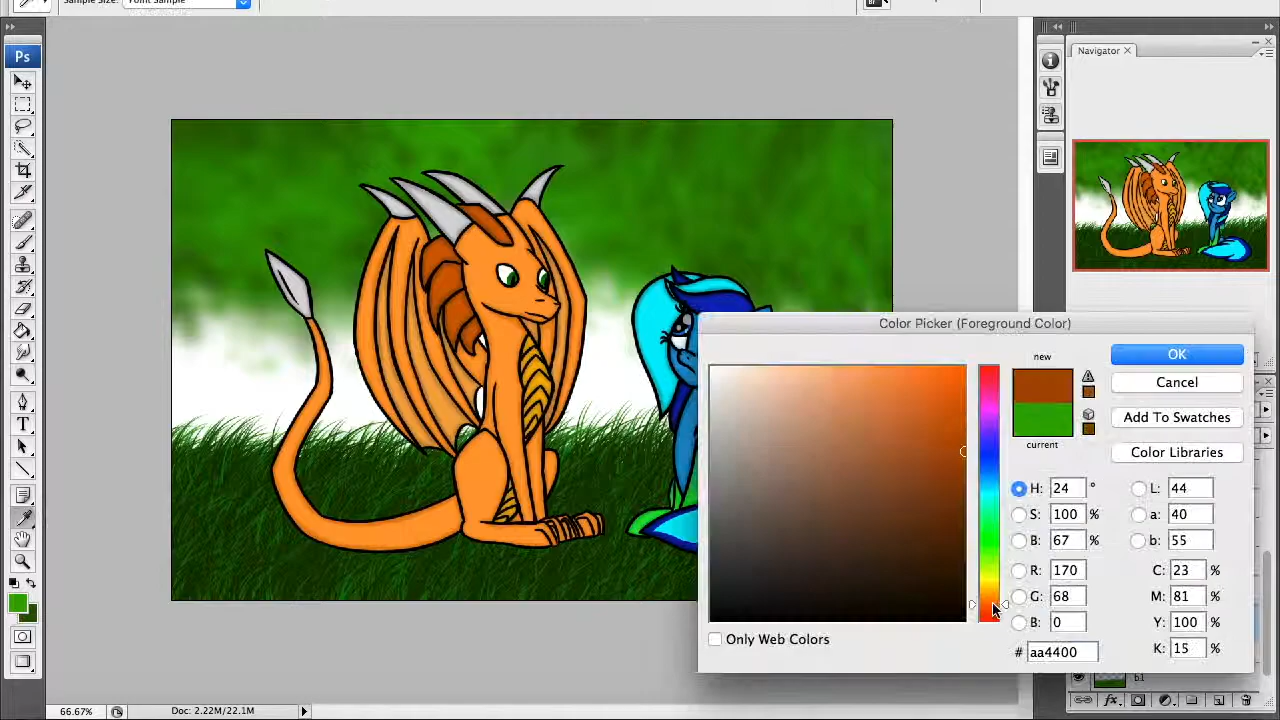 Sample Size: Point Sample
Br
Ps
Navigator
Color Picker (Foreground Color)
new
OK
Cancel
Add To Swatches
current
Color Libraries
H: 24 °
L: 44
S: 100 %
a: 40
B: 67 %
b: 55
R: 170
C: 23 %
G: 68
M: 81 %
B: 0
Y: 100 %
Only Web Colors
# aa4400
K: 15 %
T
fx
66.67%
Doc: 2.22M/22.1M